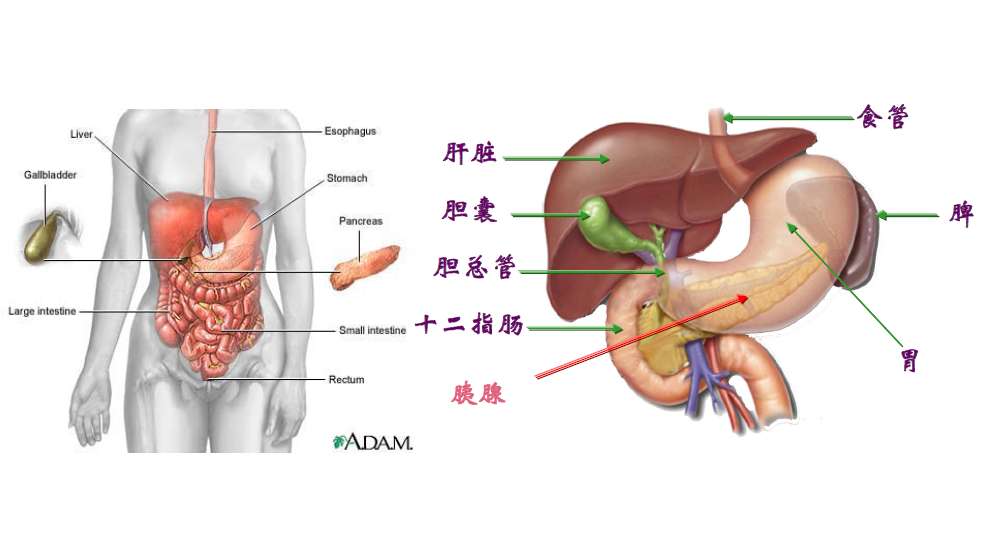 Liver
Esophagus
Gallbladder
Stomach
Pancreas
Large intestine
Small intestine
Rectum
A.D.A.M.
食管
肝脏
胆囊
脾
胆总管
十二指肠
胃
胰腺